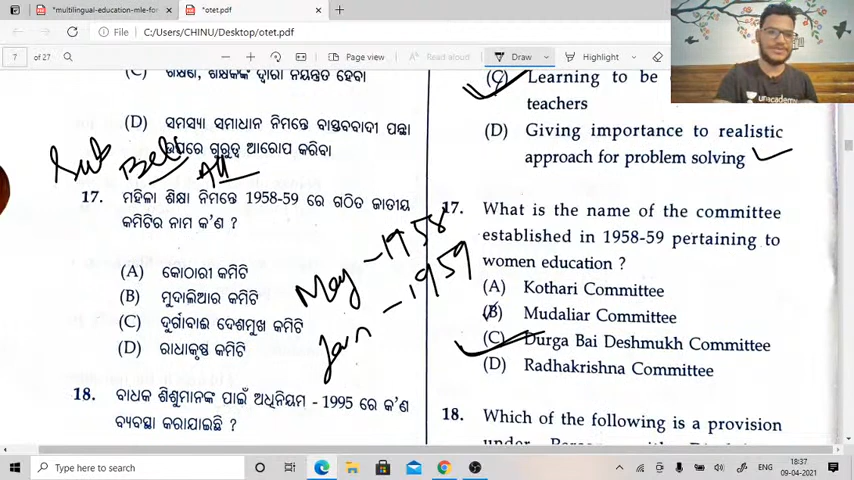 *multilingual-education-mle-for
*otet.pdf
File
C:/Users/CHINU/Desktop/otet.pdf
7
of 27
Page view
Read aloud
Draw
Highlight
unacademy
(C) ଶିକ୍ଷଣ, ଶିକ୍ଷକଙ୍କ ଦ୍ୱାରା ନିୟନ୍ତ୍ରିତ ହେବା
(D) ସମସ୍ୟା ସମାଧାନ ନିମନ୍ତେ ବାସ୍ତବବାଦୀ ପନ୍ଥା
ଉପରେ ଗୁରୁତ୍ୱ ଆରୋପ କରିବା
17. ମହିଳା ଶିକ୍ଷା ନିମନ୍ତେ 1958-59 ରେ ଗଠିତ ଜାତୀୟ
କମିଟିର ନାମ କ'ଣ ?
(A) କୋଠାରୀ କମିଟି
(B) ମୁଦାଲିଆର କମିଟି
(C) ଦୁର୍ଗାବାଈ ଦେଶମୁଖ କମିଟି
(D) ରାଧାକୃଷ୍ଣ କମିଟି
May - 1958
Jan - 1959
18. ବାଧକ ଶିଶୁମାନଙ୍କ ପାଇଁ ଅଧିନିୟମ - 1995 ରେ କ'ଣ
ବ୍ୟବସ୍ଥା କରାଯାଇଛି ?
(C) Learning to be
teachers
(D) Giving importance to realistic
approach for problem solving
17. What is the name of the committee
established in 1958-59 pertaining to
women education ?
(A) Kothari Committee
(B) Mudaliar Committee
(C) Durga Bai Deshmukh Committee
(D) Radhakrishna Committee
18. Which of the following is a provision
Type here to search
ENG
18:37
09-04-2021